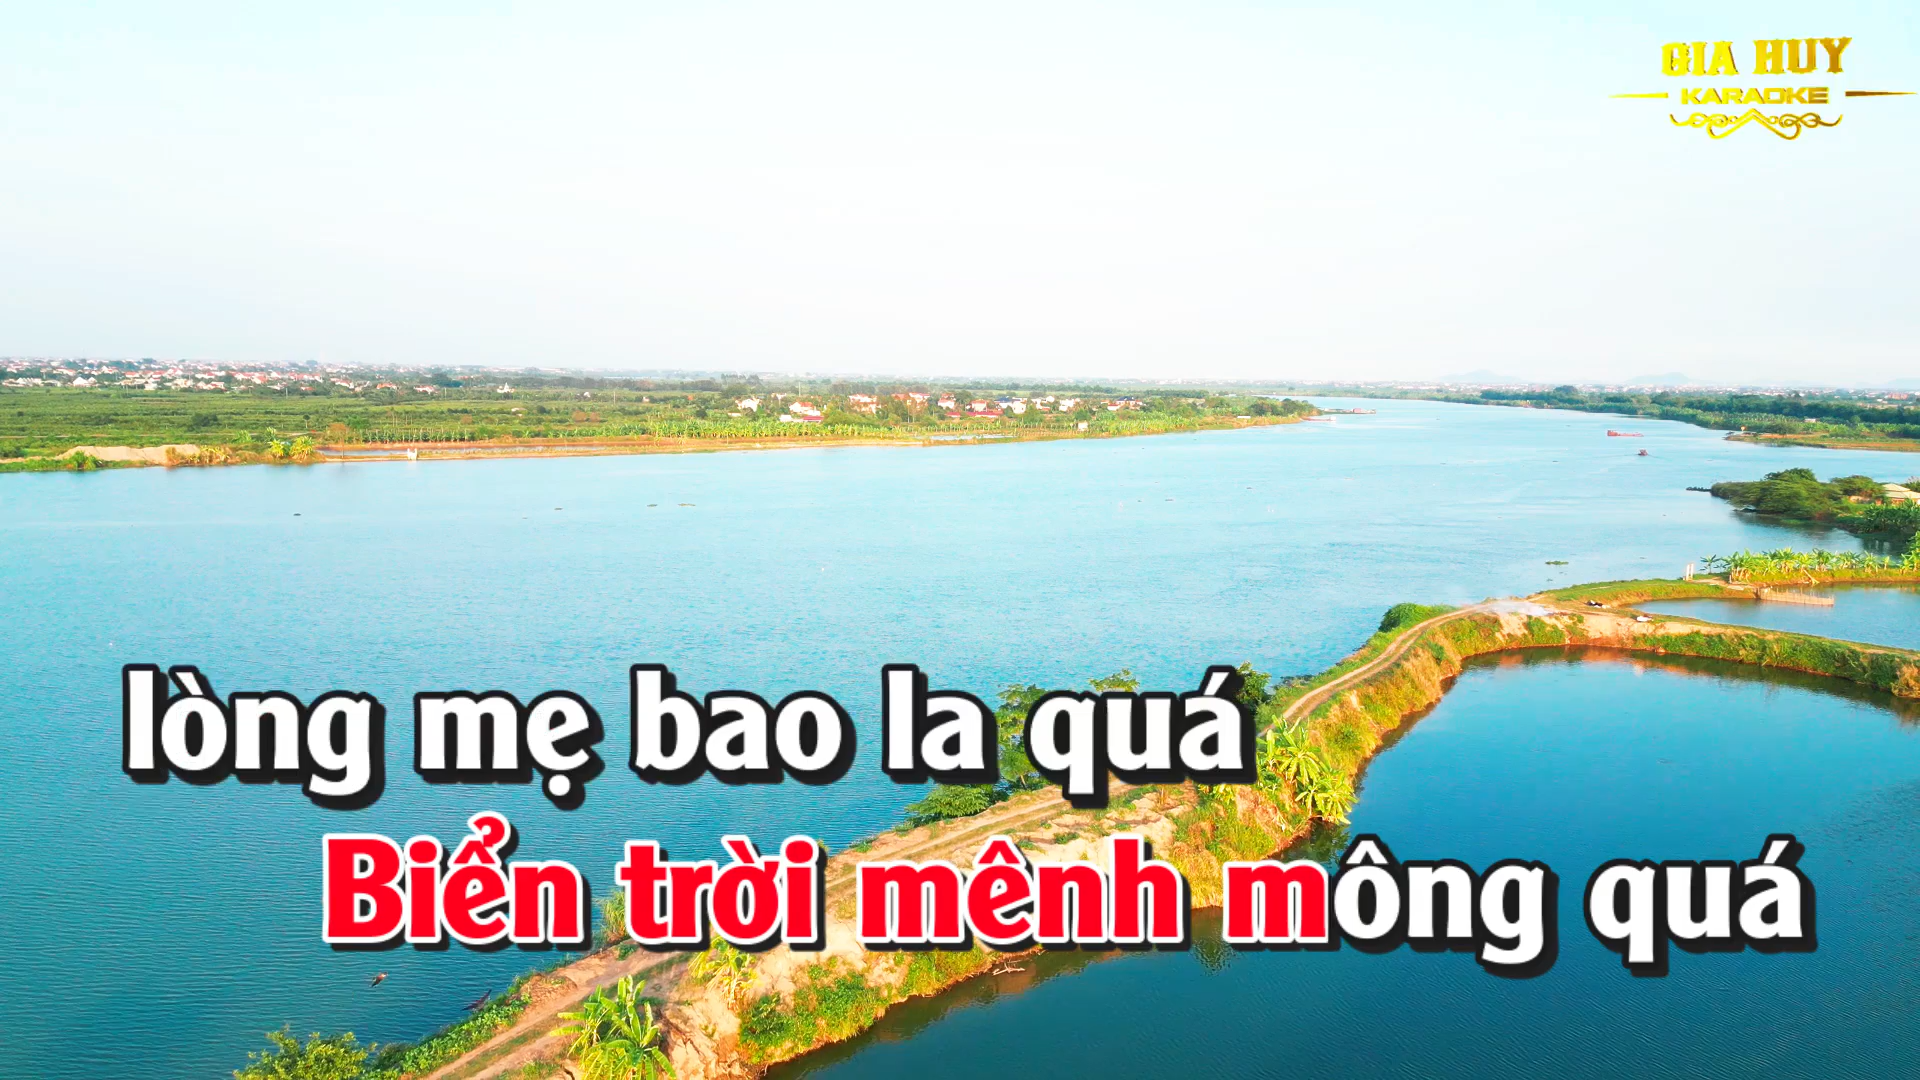 GIA HUY
KARAOKE
lòng mẹ bao la quá
Biển trời mênh mông quá